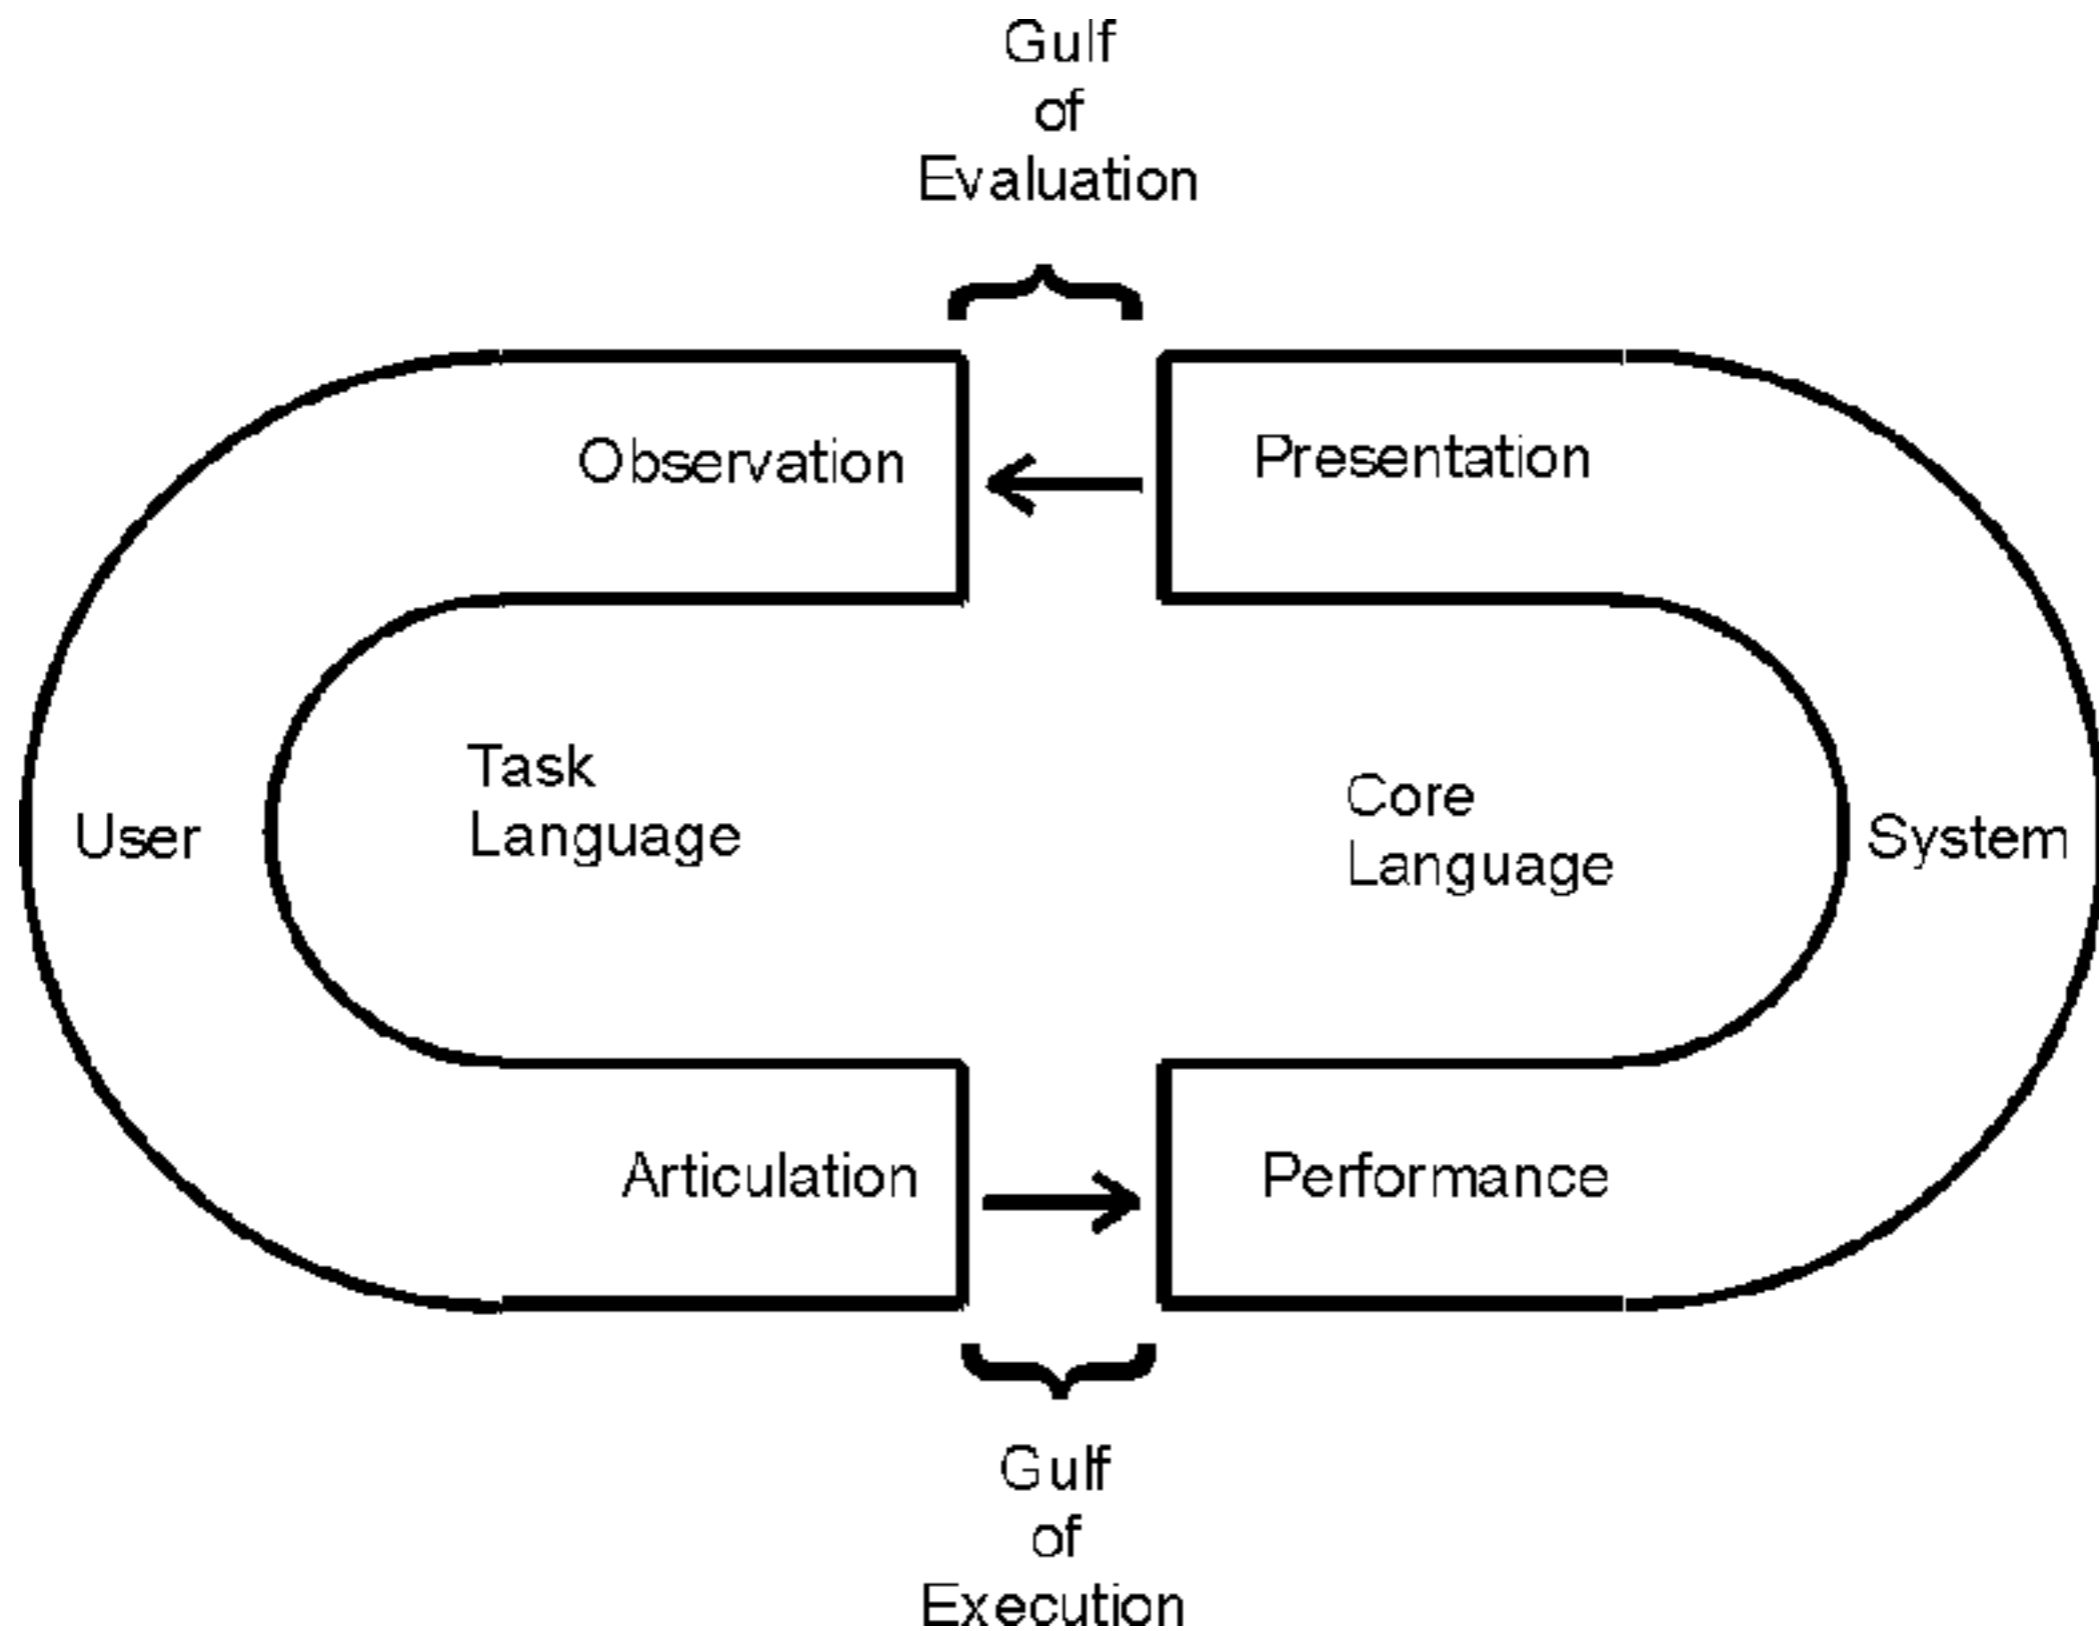 Gulf
of
Evaluation
Observation
Presentation
Task
Language
Core
Language
User
System
Articulation
Performance
Gulf
of
Execution